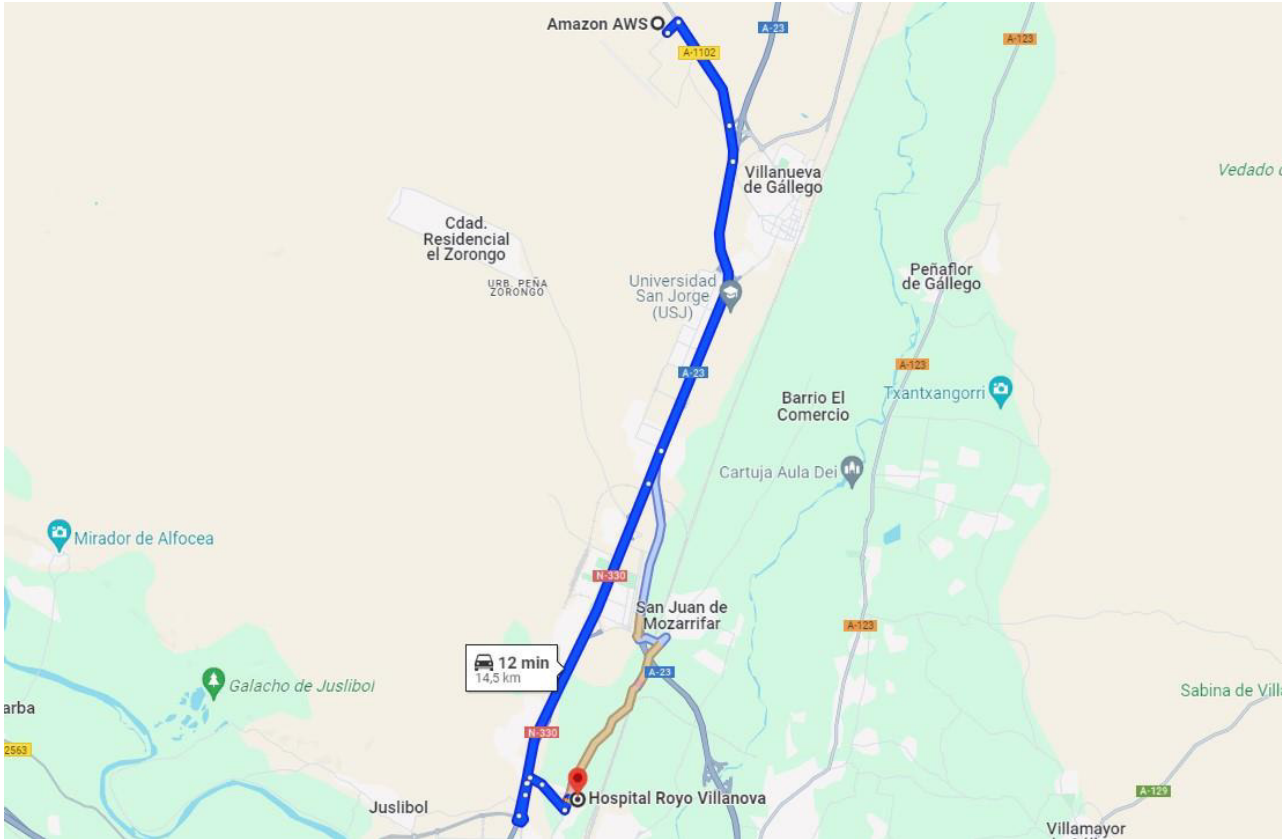 Amazon AWS
A-23
A-1102
A-123
Villanueva
de Gállego
Vedado
Cdad.
Residencial
el Zorongo
URB. PEÑA
ZORONGO
Universidad
San Jorge
(USJ)
Peñaflor
de Gállego
A-123
A-23
Barrio El
Comercio
Txantxangorri
Cartuja Aula Dei
Mirador de Alfocea
N-330
San Juan de
Mozarrifar
A-123
12 min
14,5 km
A-23
Galacho de Juslibol
Sabina de Vill
arba
2563
N-330
Juslibol
Hospital Royo Villanova
A-129
Villamayor